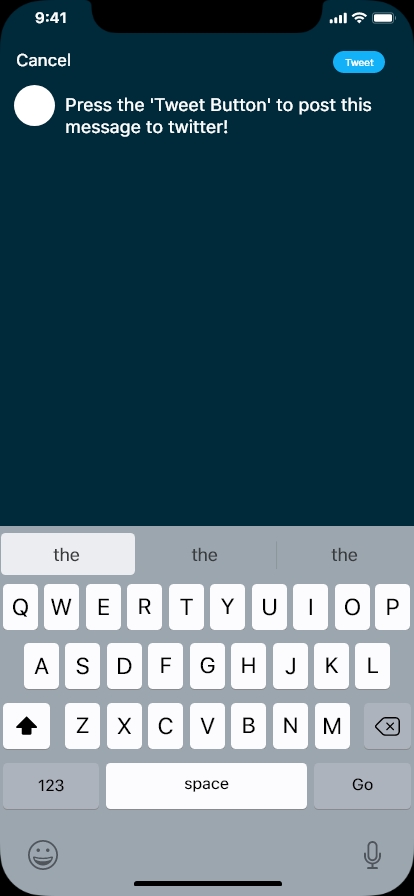 9:41
Cancel
Tweet
Press the 'Tweet Button' to post this
message to twitter!
the the the
Q W E R T Y U I O P
A S D F G H J K L
Z X C V B N M
123 space Go